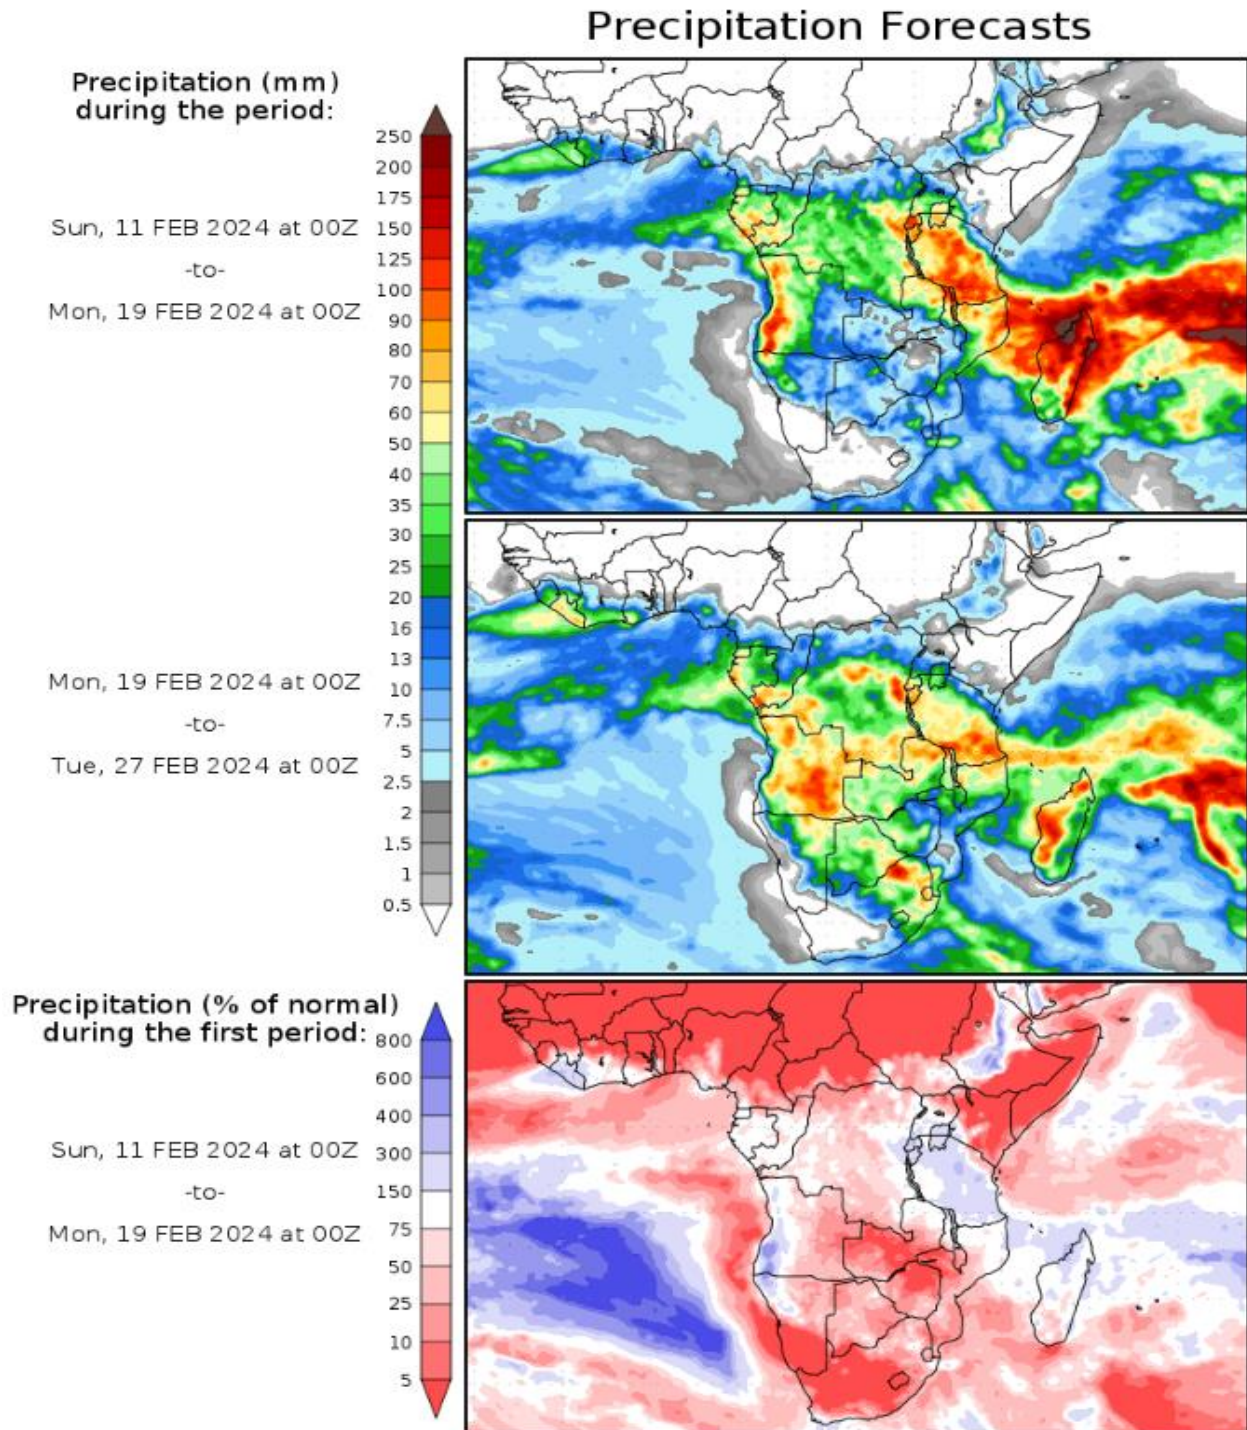 Precipitation Forecasts
Precipitation (mm)
during the period:
250
200
175
150
125
100
90
80
70
60
50
40
35
30
25
20
16
13
10
7.5
5
2.5
2
1.5
1
0.5
Sun, 11 FEB 2024 at 00Z
-to-
Mon, 19 FEB 2024 at 00Z
Mon, 19 FEB 2024 at 00Z
-to-
Tue, 27 FEB 2024 at 00Z
Precipitation (% of normal)
during the first period:
800
600
400
300
150
75
50
25
10
5
Sun, 11 FEB 2024 at 00Z
-to-
Mon, 19 FEB 2024 at 00Z